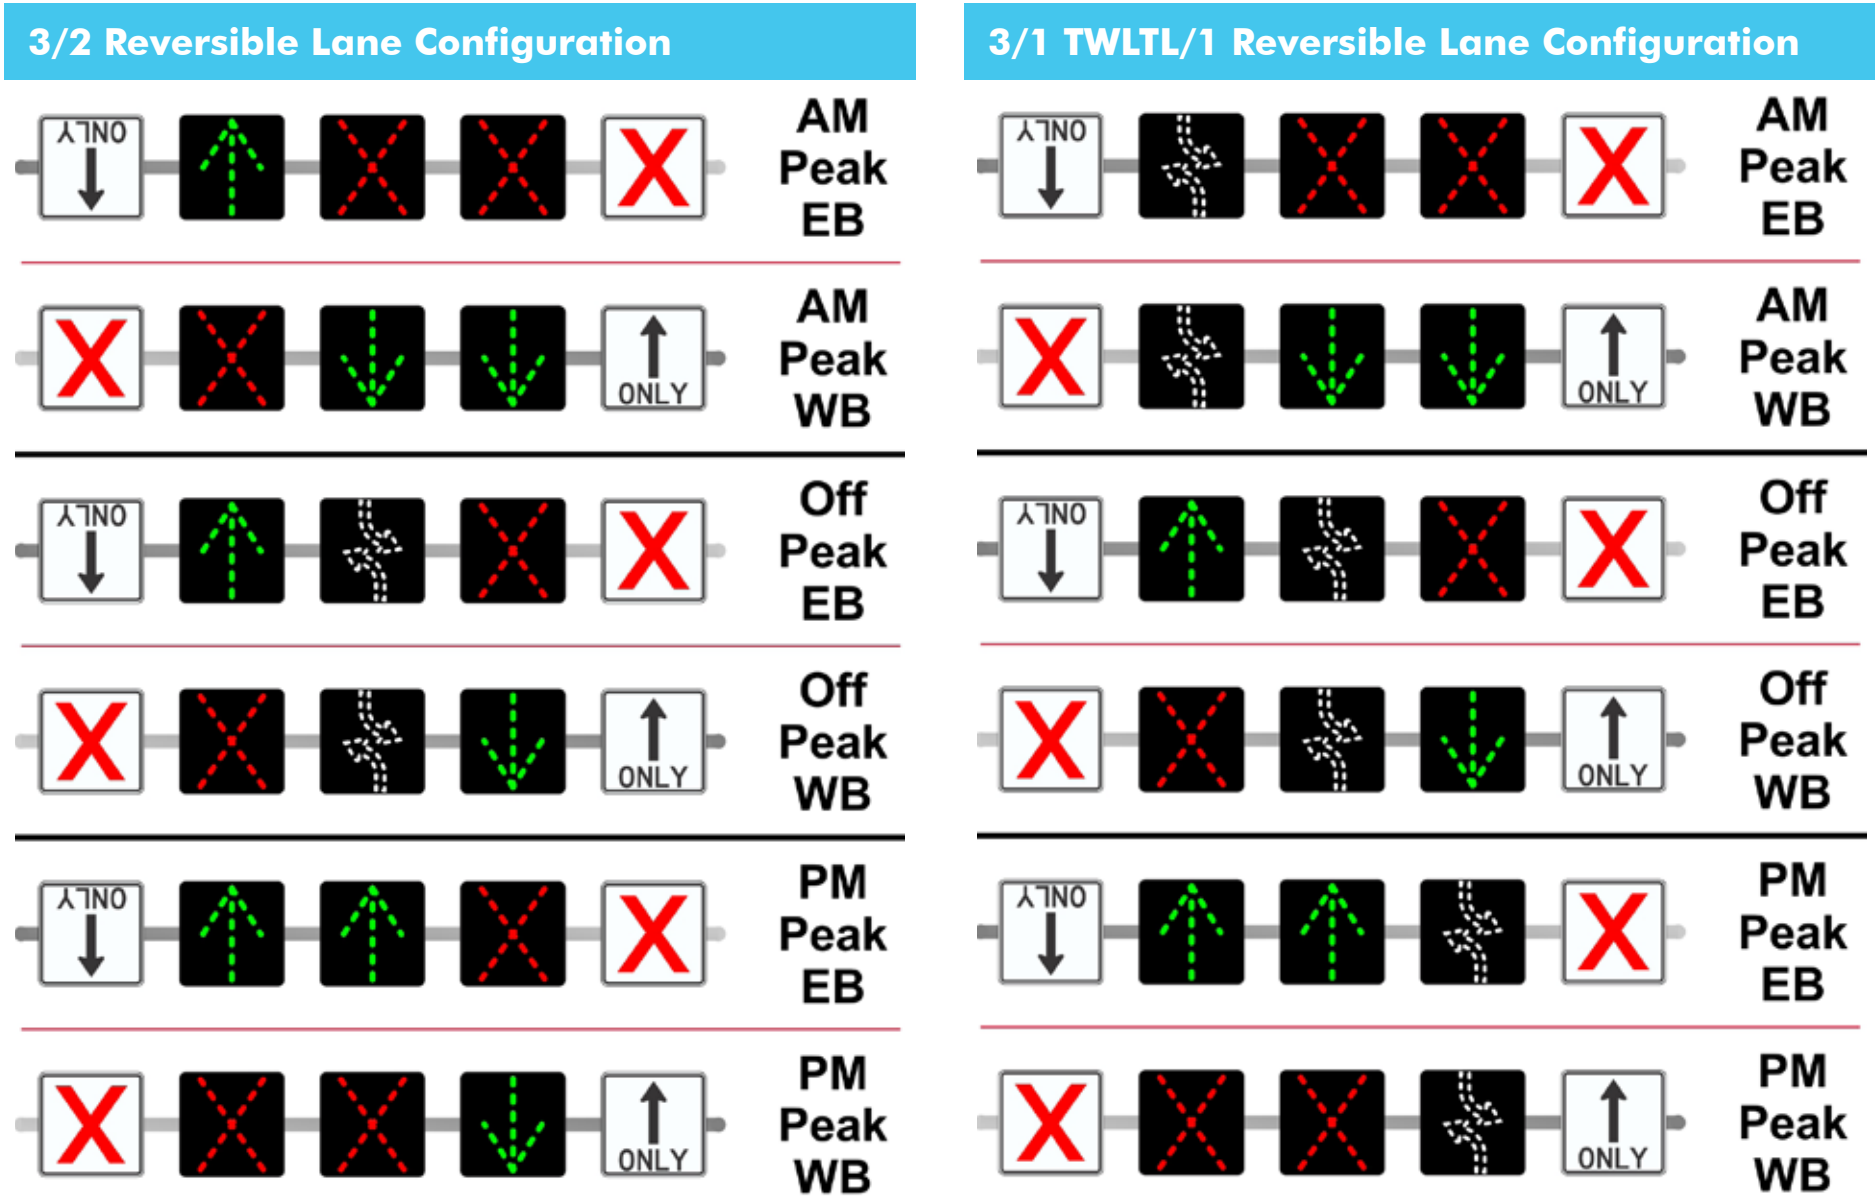 3/2 Reversible Lane Configuration
ONLY
X
AM
Peak
EB
X
ONLY
AM
Peak
WB
ONLY
X
Off
Peak
EB
X
ONLY
Off
Peak
WB
ONLY
X
PM
Peak
EB
X
ONLY
PM
Peak
WB
3/1 TWLTL/1 Reversible Lane Configuration
ONLY
X
AM
Peak
EB
X
ONLY
AM
Peak
WB
ONLY
X
Off
Peak
EB
X
ONLY
Off
Peak
WB
ONLY
X
PM
Peak
EB
X
ONLY
PM
Peak
WB